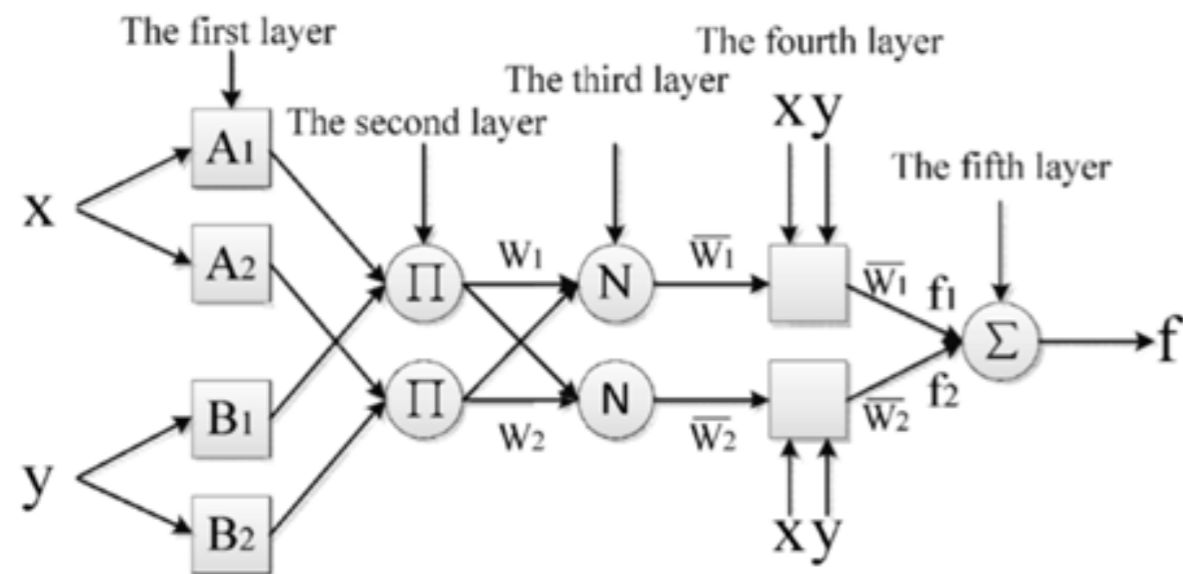 The first layer
The second layer
The third layer
The fourth layer
The fifth layer
x
y
A1
A2
B1
B2
Π
Π
W1
W2
N
N
W̅1
W̅2
x y
x y
W̅1 f1
W̅2 f2
Σ
f